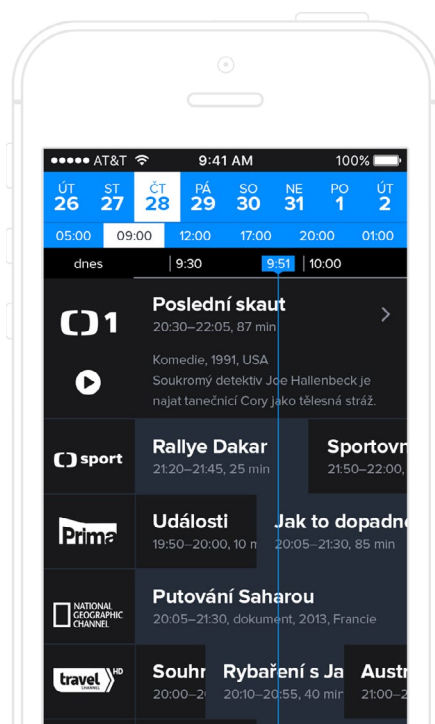 AT&T 9:41 AM 100%
ÚT ST ČT PÁ SO NE PO ÚT
26 27 28 29 30 31 1 2
05:00 09:00 12:00 17:00 20:00 01:00
dnes 9:30 9:51 10:00
1
Poslední skaut
20:30–22:05, 87 min
Komedie, 1991, USA
Soukromý detektiv Joe Hallenbeck je
najat tanečnicí Cory jako tělesná stráž.
sport
Rallye Dakar
21:20–21:45, 25 min
Sportovn
21:50–22:00,
Prima
Události
19:50–20:00, 10 m
Jak to dopadne
20:05–21:30, 85 min
NATIONAL
GEOGRAPHIC
CHANNEL
Putování Saharou
20:05–21:30, dokument, 2013, Francie
travel HD
CHANNEL
Souhr
20:00–2
Rybaření s Ja
20:10–20:55, 40 min
Austr
21:00–2